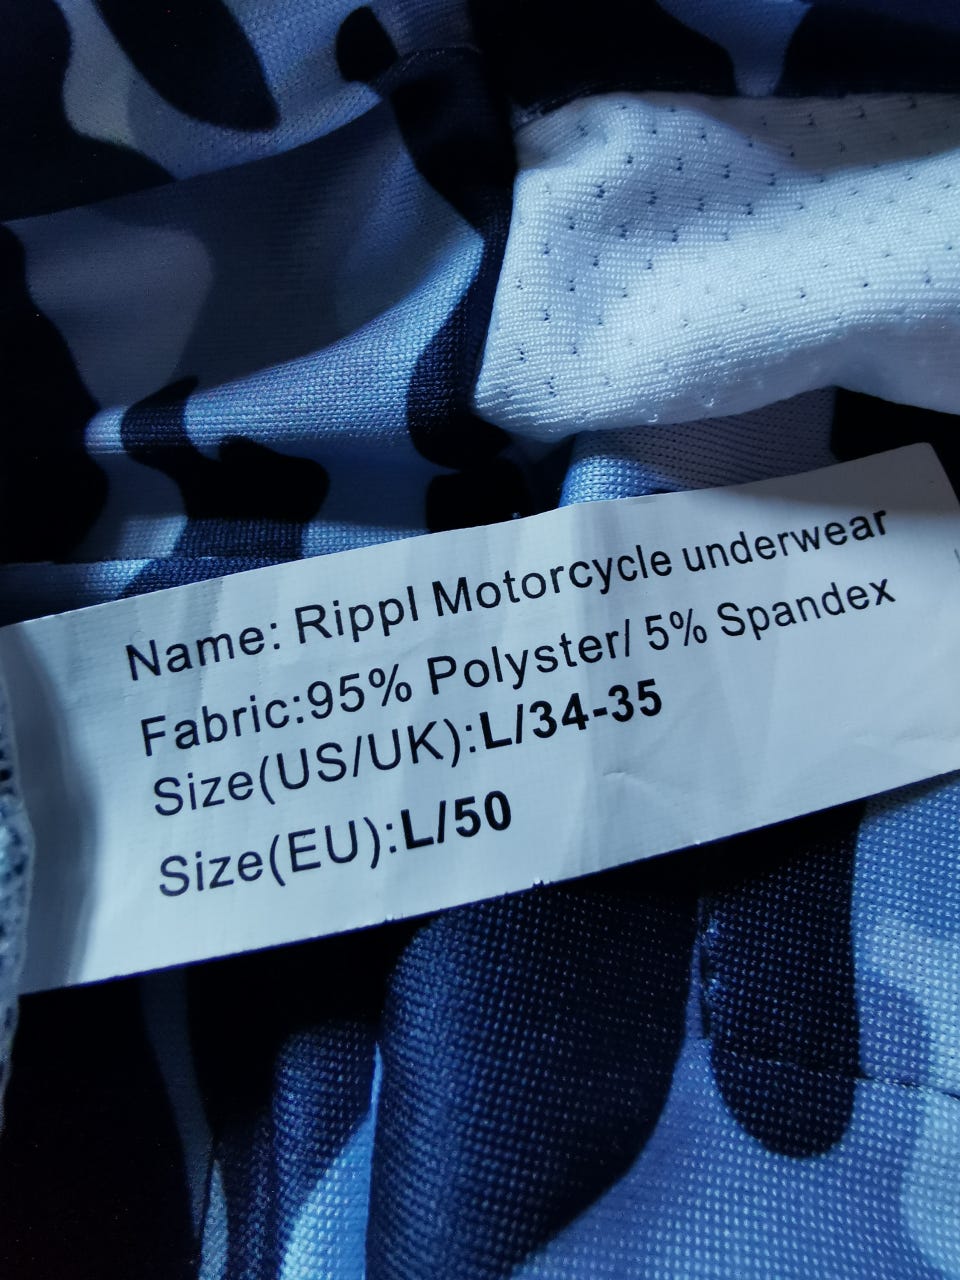 Name: Rippl Motorcycle underwear
Fabric:95% Polyster/ 5% Spandex
Size(US/UK):L/34-35
Size(EU):L/50